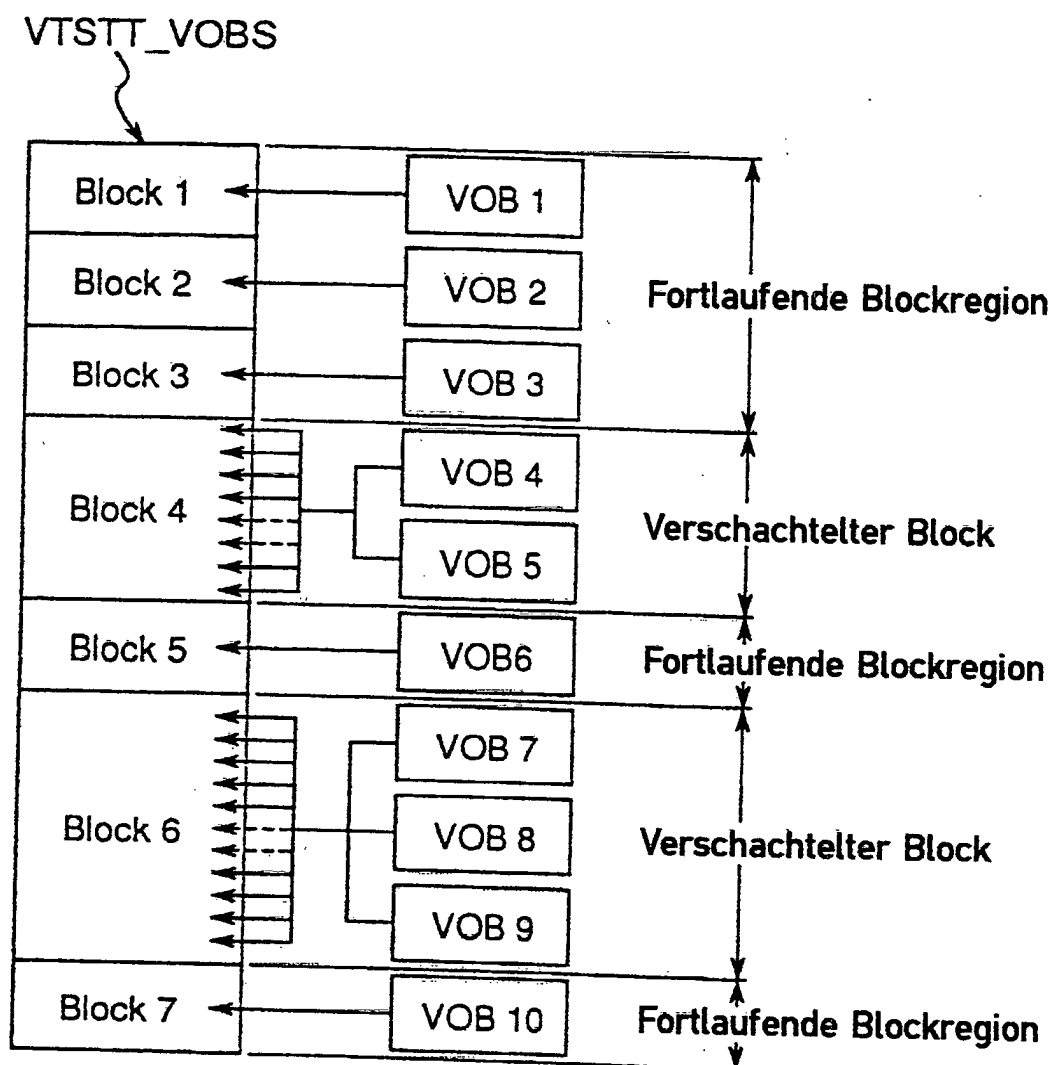 VTSTT_VOBS
Block 1
VOB 1
Block 2
VOB 2
Fortlaufende Blockregion
Block 3
VOB 3
VOB 4
Block 4
Verschachtelter Block
VOB 5
Block 5
VOB6
Fortlaufende Blockregion
VOB 7
Block 6
VOB 8
Verschachtelter Block
VOB 9
Block 7
VOB 10
Fortlaufende Blockregion